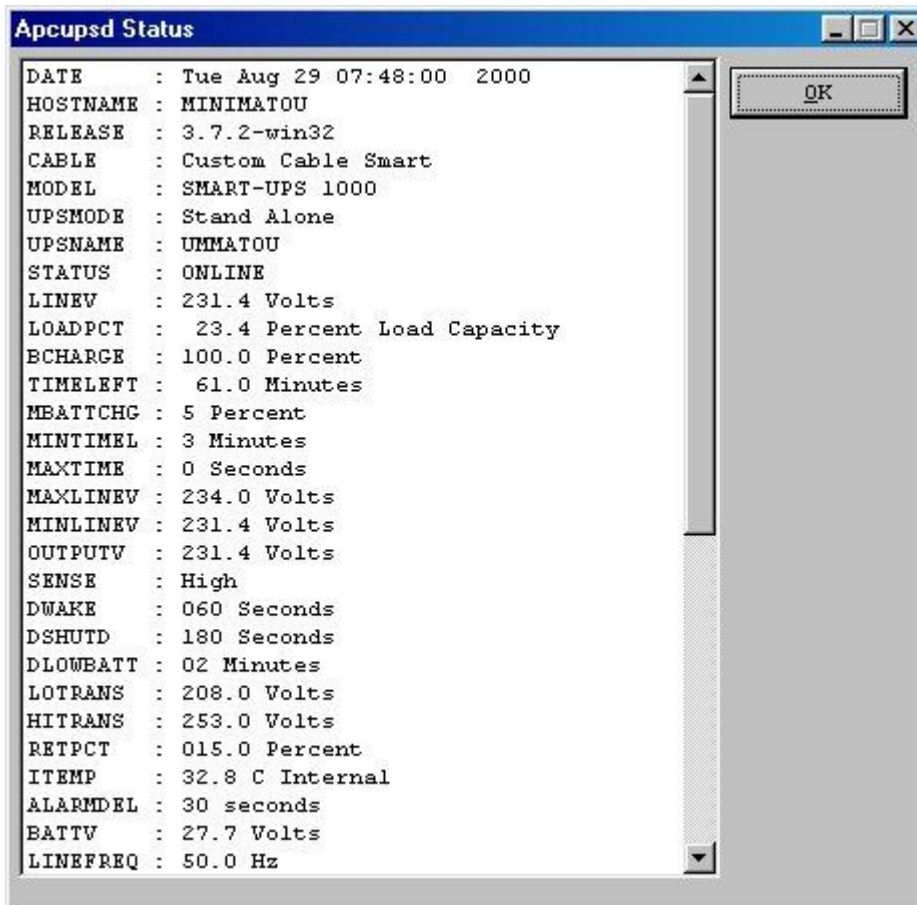 Apcupsd Status
DATE     : Tue Aug 29 07:48:00  2000
HOSTNAME : MINIMATOU
RELEASE  : 3.7.2-win32
CABLE    : Custom Cable Smart
MODEL    : SMART-UPS 1000
UPSMODE  : Stand Alone
UPSNAME  : UMMATOU
STATUS   : ONLINE
LINEV    : 231.4 Volts
LOADPCT  :  23.4 Percent Load Capacity
BCHARGE  : 100.0 Percent
TIMELEFT :  61.0 Minutes
MBATTCHG : 5 Percent
MINTIMEL : 3 Minutes
MAXTIME  : 0 Seconds
MAXLINEV : 234.0 Volts
MINLINEV : 231.4 Volts
OUTPUTV  : 231.4 Volts
SENSE    : High
DWAKE    : 060 Seconds
DSHUTD   : 180 Seconds
DLOWBATT : 02 Minutes
LOTRANS  : 208.0 Volts
HITRANS  : 253.0 Volts
RETPCT   : 015.0 Percent
ITEMP    : 32.8 C Internal
ALARMDEL : 30 seconds
BATTV    : 27.7 Volts
LINEFREQ : 50.0 Hz
OK